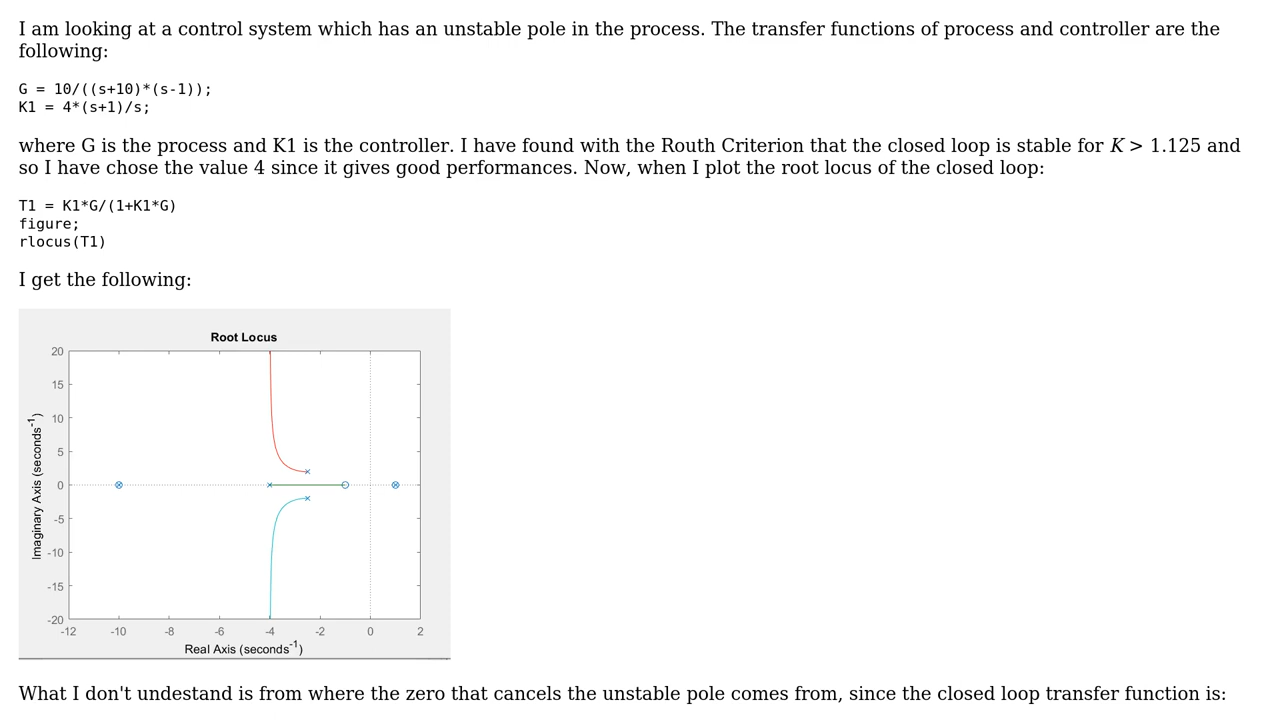 I am looking at a control system which has an unstable pole in the process. The transfer functions of process and controller are the
following:
G = 10/((s+10)*(s-1));
K1 = 4*(s+1)/s;
where G is the process and K1 is the controller. I have found with the Routh Criterion that the closed loop is stable for K > 1.125 and
so I have chose the value 4 since it gives good performances. Now, when I plot the root locus of the closed loop:
T1 = K1*G/(1+K1*G)
figure;
rlocus(T1)
I get the following:
Root Locus
20
15
10
5
0
-5
-10
-15
-20
Imaginary Axis (seconds⁻¹)
-12 -10 -8 -6 -4 -2 0 2
Real Axis (seconds⁻¹)
What I don't undestand is from where the zero that cancels the unstable pole comes from, since the closed loop transfer function is: